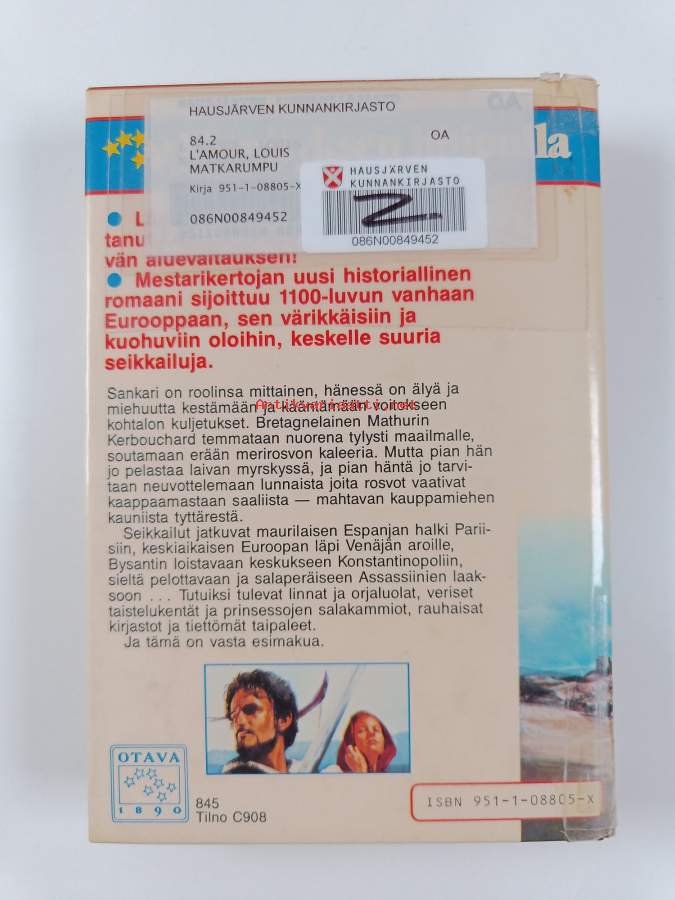 HAUSJÄRVEN KUNNANKIRJASTO
84.2 OA
L'AMOUR, LOUIS
MATKARUMPU
Kirja 951-1-08805-X
086N00849452
HAUSJÄRVEN
KUNNANKIRJASTO
Z
086N00849452
vän aluevaltauksen!
● Mestarikertojan uusi historiallinen
romaani sijoittuu 1100-luvun vanhaan
Eurooppaan, sen värikkäisiin ja
kuohuviin oloihin, keskelle suuria
seikkailuja.
Sankari on roolinsa mittainen, hänessä on älyä ja
miehuutta kestämään ja kääntämään voitokseen
kohtalon kuljetukset. Bretagnelainen Mathurin
Kerbouchard temmataan nuorena tylysti maailmalle,
soutamaan erään merirosvon kaleeria. Mutta pian hän
jo pelastaa laivan myrskyssä, ja pian häntä jo tarvi-
taan neuvottelemaan lunnaista joita rosvot vaativat
kaappaamastaan saaliista — mahtavan kauppamiehen
kauniista tyttärestä.
Seikkailut jatkuvat maurilaisen Espanjan halki Parii-
siin, keskiaikaisen Euroopan läpi Venäjän aroille,
Bysantin loistavaan keskukseen Konstantinopoliin,
sieltä pelottavaan ja salaperäiseen Assassiinien laak-
soon . . . Tutuiksi tulevat linnat ja orjaluolat, veriset
taistelukentät ja prinsessojen salakammiot, rauhaisat
kirjastot ja tiettömät taipaleet.
Ja tämä on vasta esimakua.
OTAVA
1890
845
Tilno C908
ISBN 951-1-08805-X